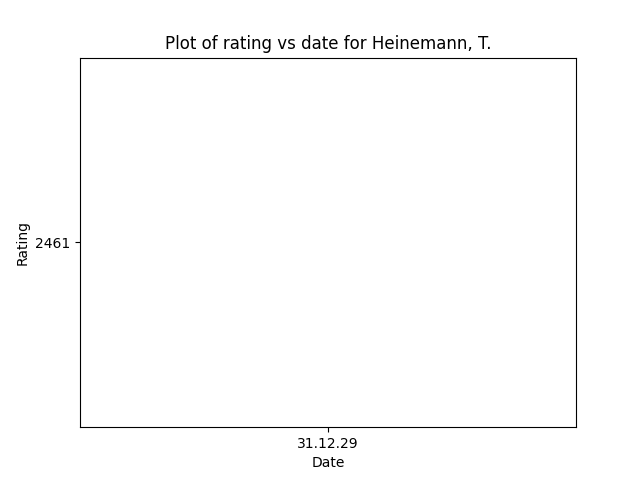 Plot of rating vs date for Heinemann, T.
Rating
2461
31.12.29
Date